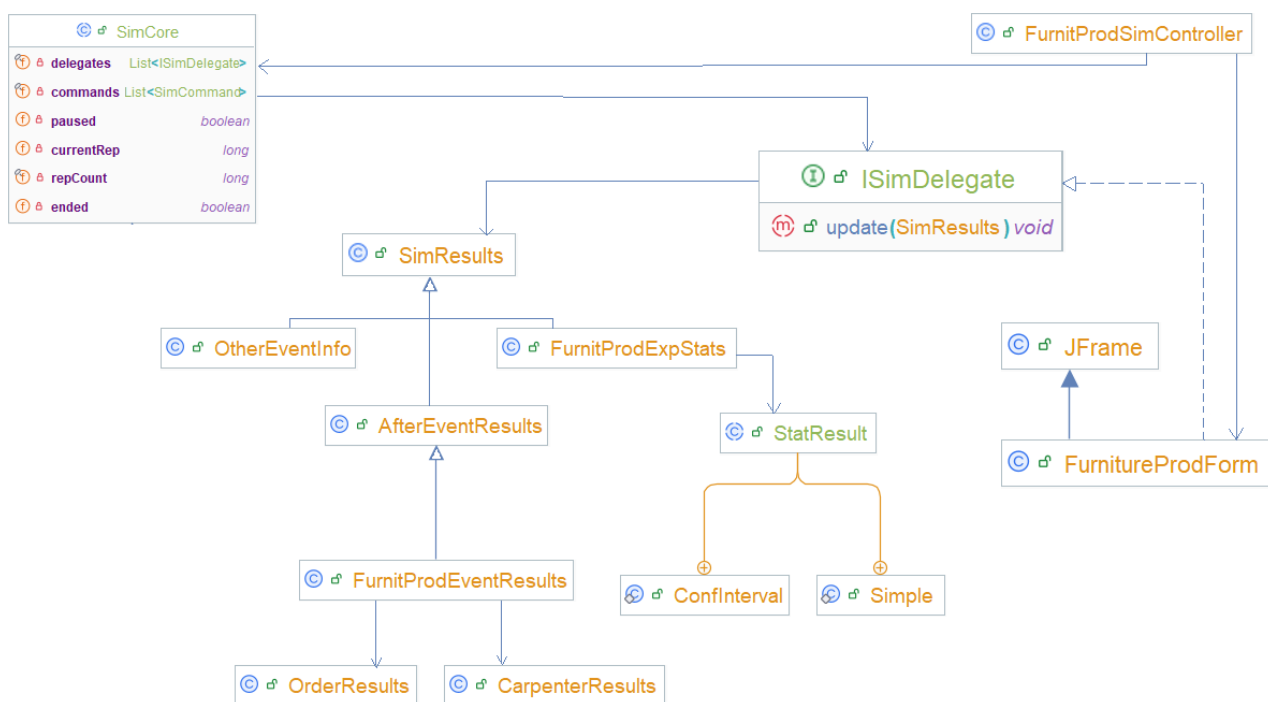 SimCore
delegates List<ISimDelegate>
commands List<SimCommand>
paused boolean
currentRep long
repCount long
ended boolean
FurnitProdSimController
ISimDelegate
update(SimResults) void
SimResults
OtherEventInfo
FurnitProdExpStats
JFrame
AfterEventResults
StatResult
FurnitureProdForm
FurnitProdEventResults
ConfInterval
Simple
OrderResults
CarpenterResults